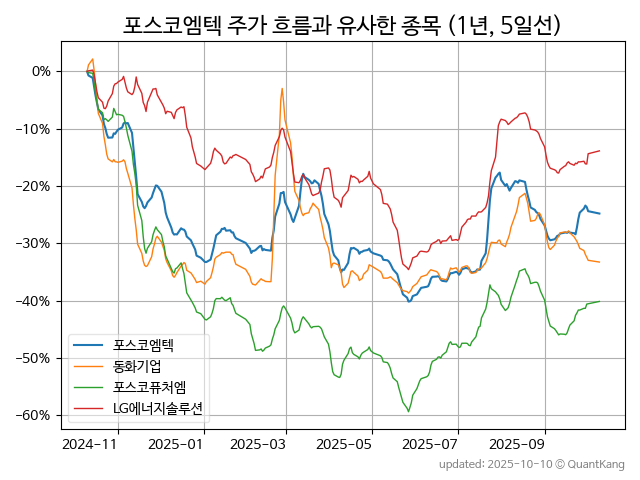 포스코엠텍 주가 흐름과 유사한 종목 (1년, 5일선)
0%
-10%
-20%
-30%
-40%
-50%
-60%
포스코엠텍
동화기업
포스코퓨처엠
LG에너지솔루션
2024-11
2025-01
2025-03
2025-05
2025-07
2025-09
updated: 2025-10-10 © QuantKang